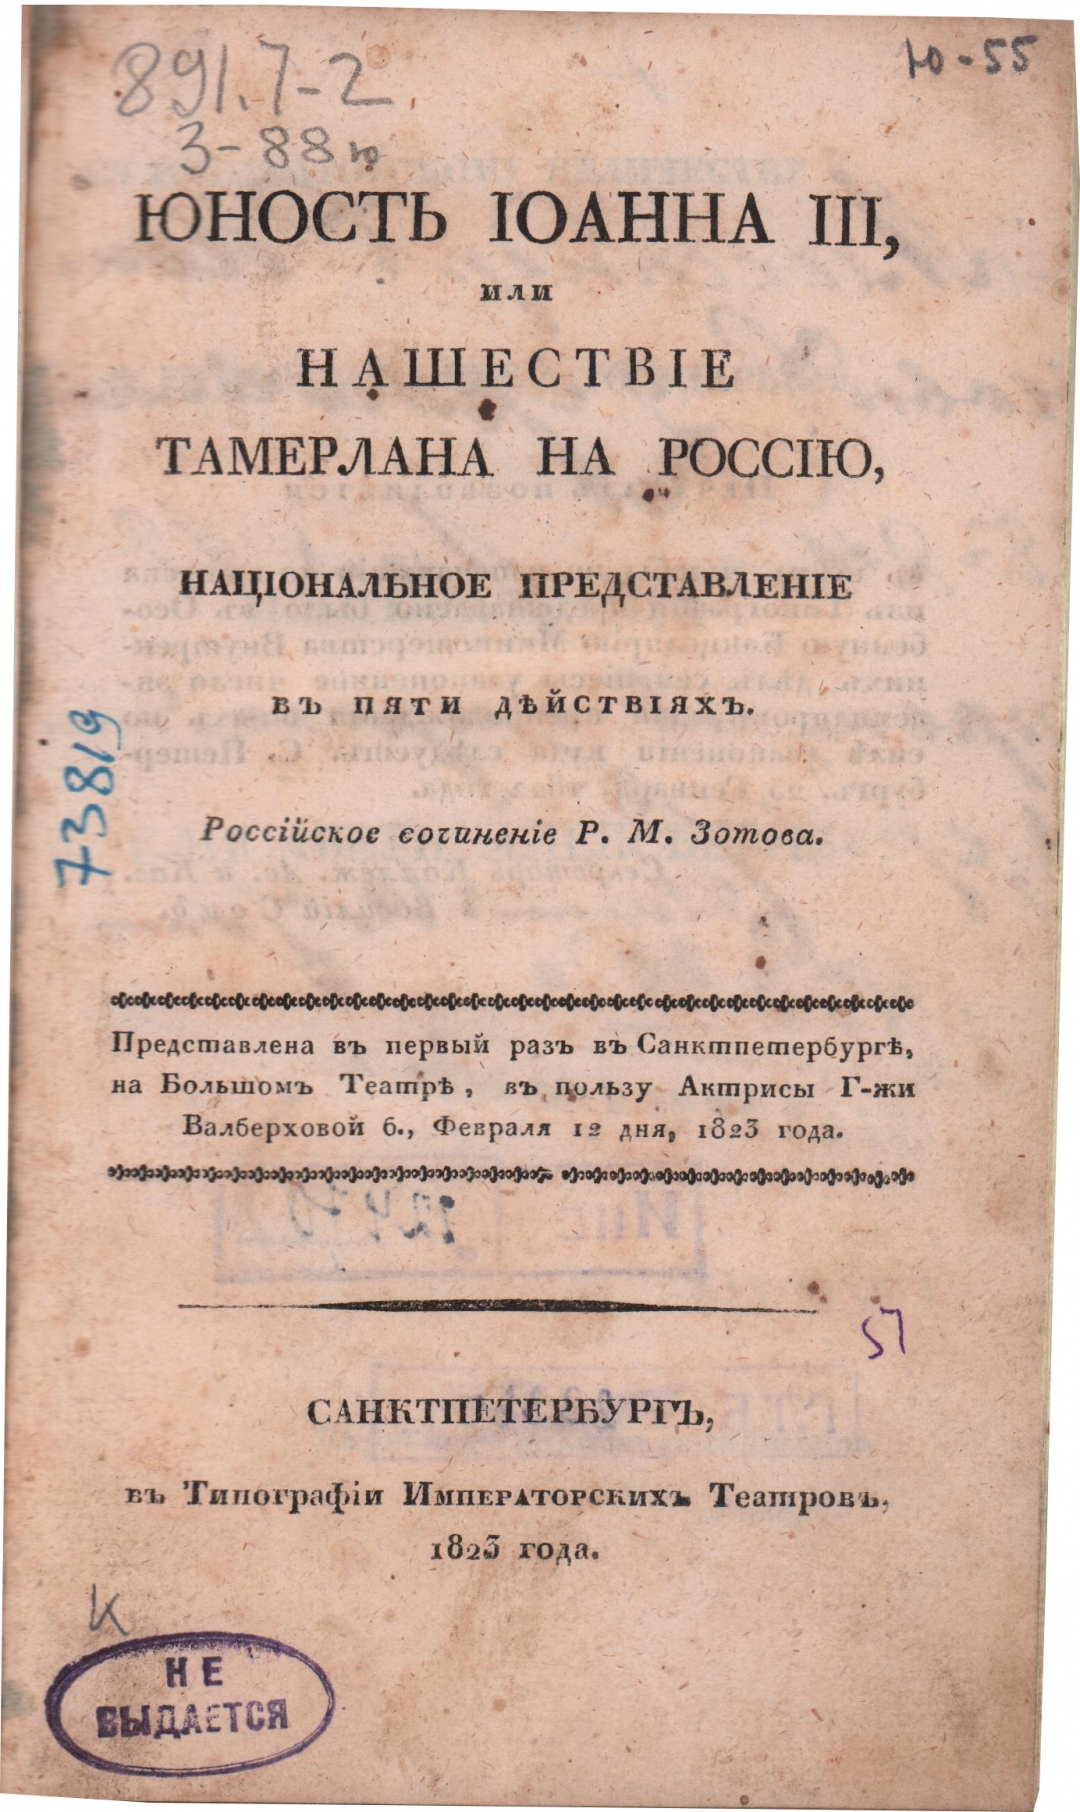 891.7-2
Ю-55
З-88ю
ЮНОСТЬ ІОАННА III,
или
НАШЕСТВІЕ
ТАМЕРЛАНА НА РОССІЮ,
НАЦІОНАЛЬНОЕ ПРЕДСТАВЛЕНІЕ
ВЪ ПЯТИ ДѢЙСТВІЯХЪ.
73819
Россійское сочиненіе Р. М. Зотова.
Представлена въ первый разъ въ Санктпетербургѣ,
на Большомъ Театрѣ, въ пользу Актрисы Г-жи
Валберховой б., Февраля 12 дня, 1823 года.
57
САНКТПЕТЕРБУРГЪ,
въ Типографіи Императорскихъ Театровъ,
1823 года.
К
НЕ
ВЫДАЕТСЯ